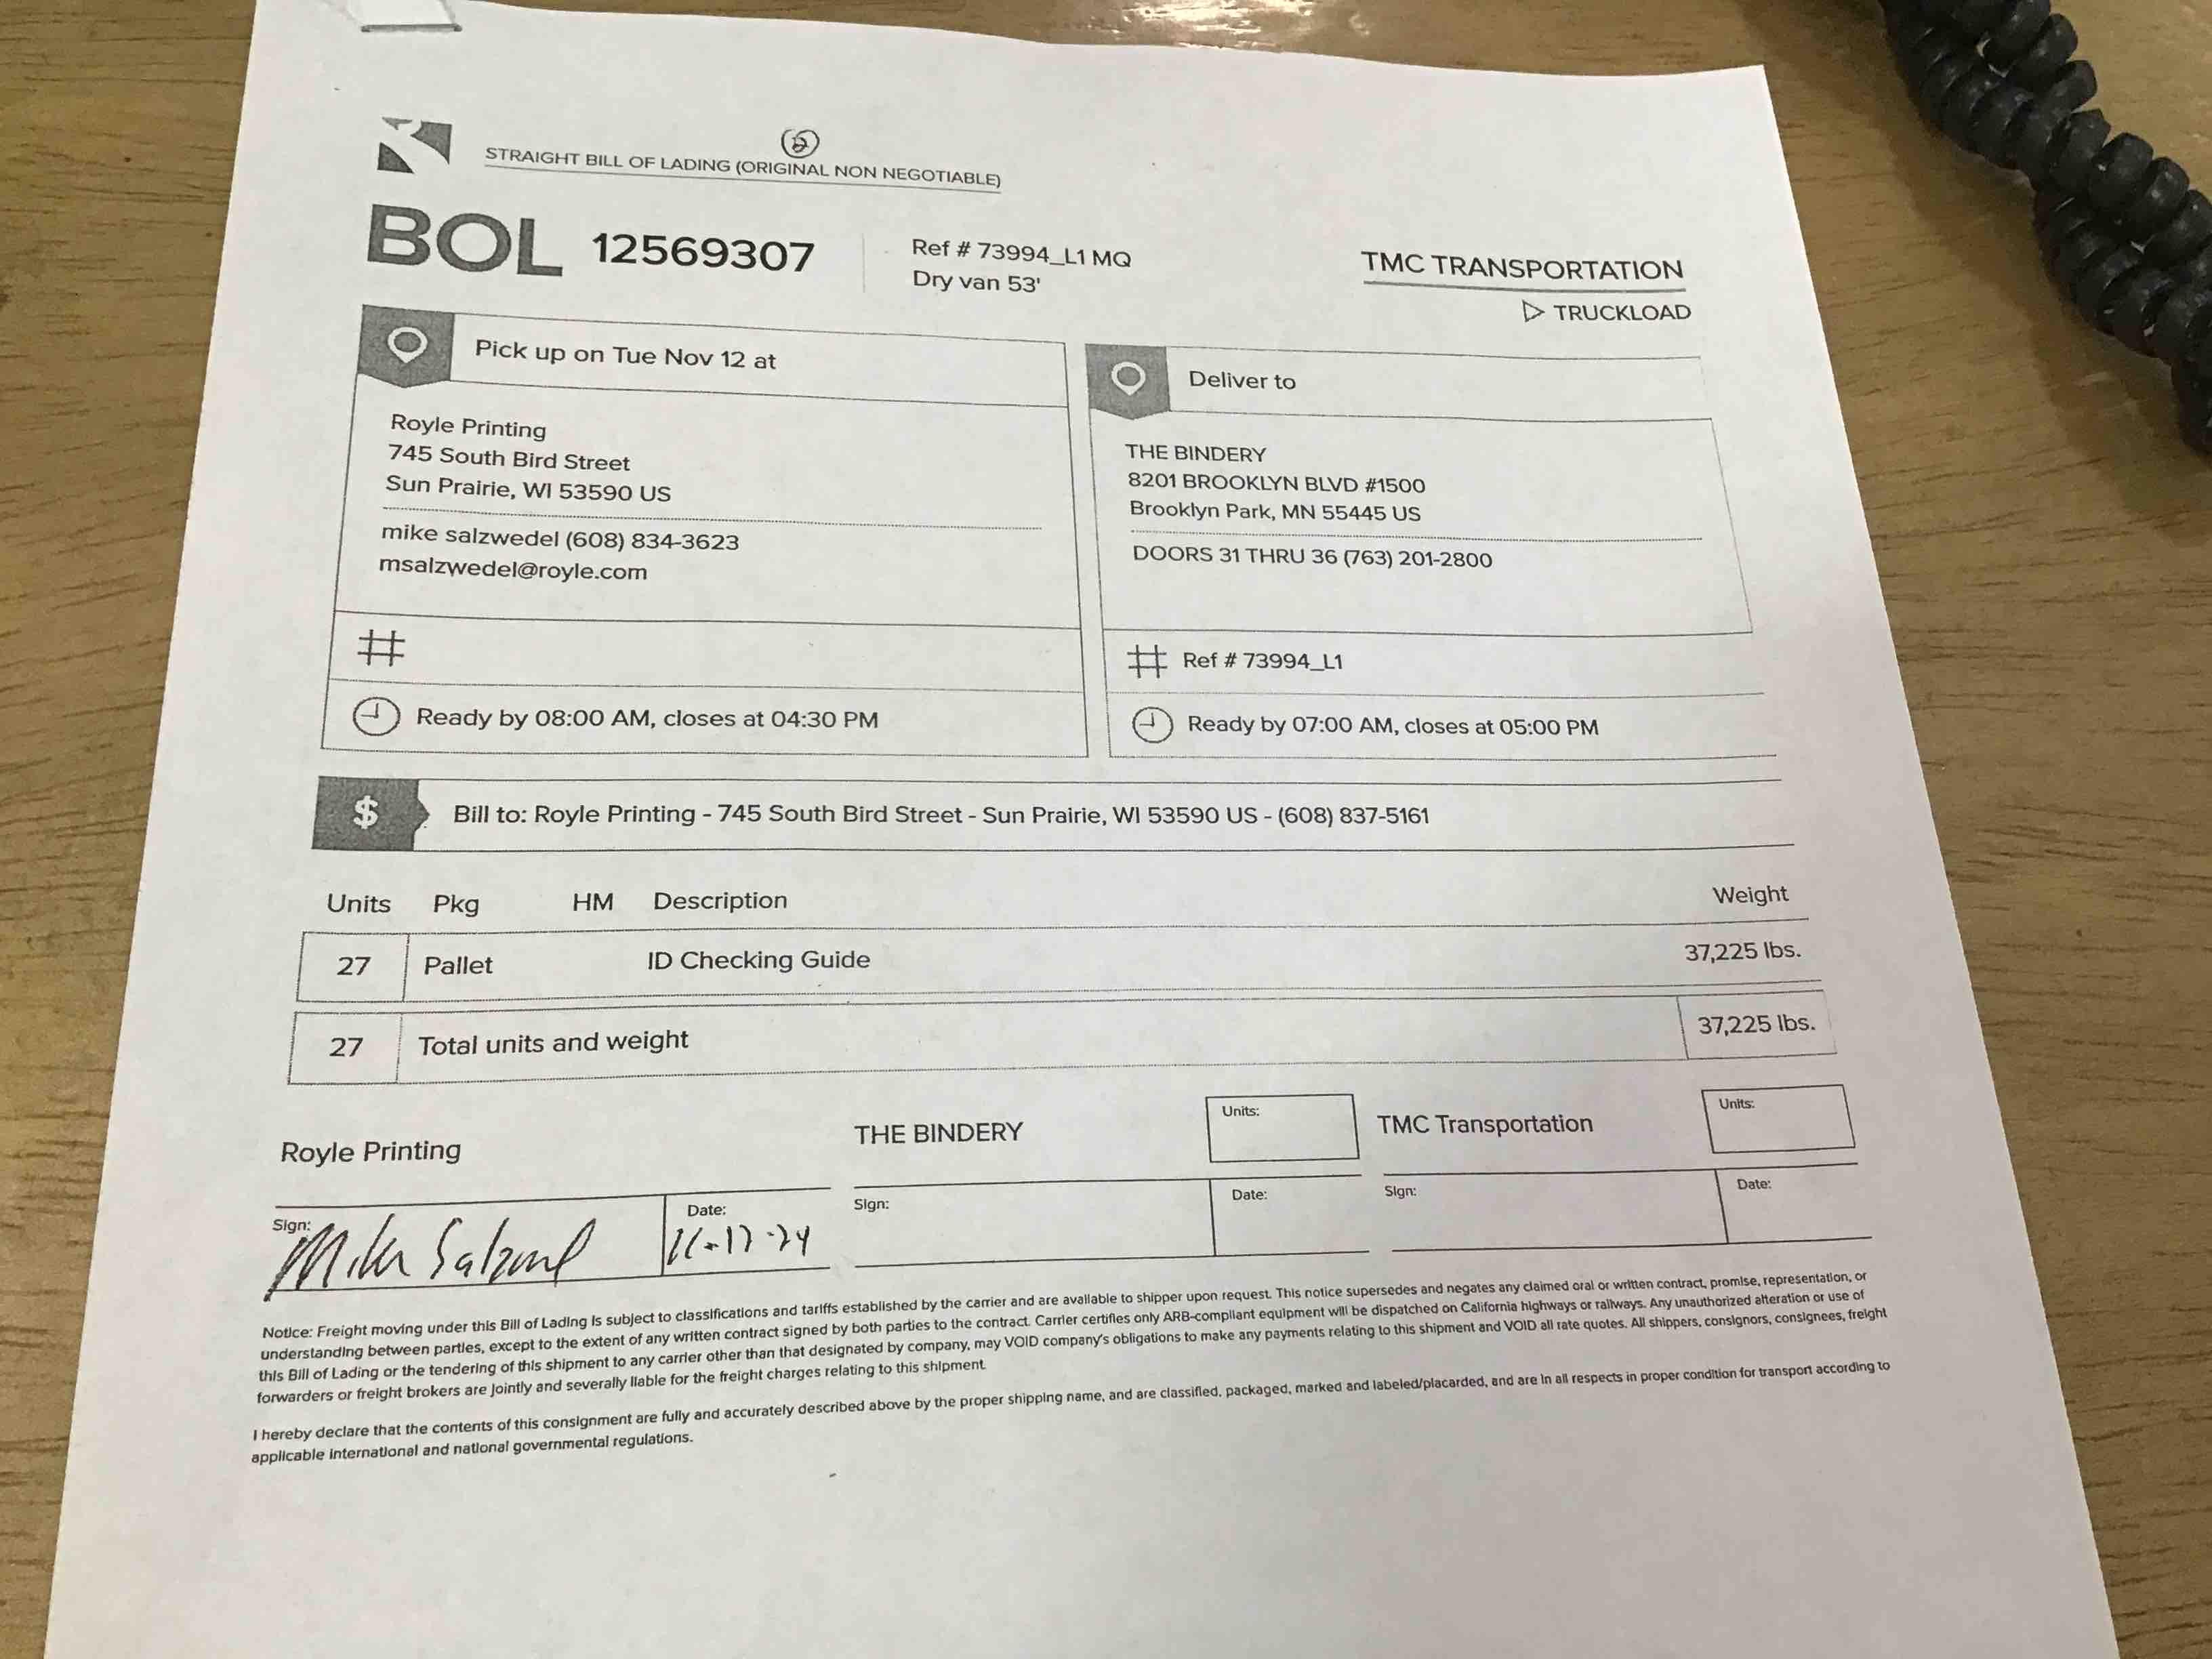 STRAIGHT BILL OF LADING (ORIGINAL NON NEGOTIABLE)
BOL 12569307
Ref # 73994_L1 MQ
Dry van 53'
TMC TRANSPORTATION
TRUCKLOAD
Pick up on Tue Nov 12 at
Royle Printing
745 South Bird Street
Sun Prairie, WI 53590 US
mike salzwedel (608) 834-3623
msalzwedel@royle.com
#
Ready by 08:00 AM, closes at 04:30 PM
Deliver to
THE BINDERY
8201 BROOKLYN BLVD #1500
Brooklyn Park, MN 55445 US
DOORS 31 THRU 36 (763) 201-2800
# Ref # 73994_L1
Ready by 07:00 AM, closes at 05:00 PM
$ Bill to: Royle Printing - 745 South Bird Street - Sun Prairie, WI 53590 US - (608) 837-5161
Units Pkg HM Description Weight
27 Pallet ID Checking Guide 37,225 lbs.
27 Total units and weight 37,225 lbs.
Royle Printing
Sign: Date:
THE BINDERY Units:
Sign: Date:
TMC Transportation Units:
Sign: Date:
Notice: Freight moving under this Bill of Lading is subject to classifications and tariffs established by the carrier and are available to shipper upon request. This notice supersedes and negates any claimed oral or written contract, promise, representation, or
understanding between parties, except to the extent of any written contract signed by both parties to the contract. Carrier certifies only ARB-compliant equipment will be dispatched on California highways or railways. Any unauthorized alteration or use of
this Bill of Lading or the tendering of this shipment to any carrier other than that designated by company, may VOID company's obligations to make any payments relating to this shipment and VOID all rate quotes. All shippers, consignors, consignees, freight
forwarders or freight brokers are jointly and severally liable for the freight charges relating to this shipment.
I hereby declare that the contents of this consignment are fully and accurately described above by the proper shipping name, and are classified, packaged, marked and labeled/placarded, and are in all respects in proper condition for transport according to
applicable international and national governmental regulations.